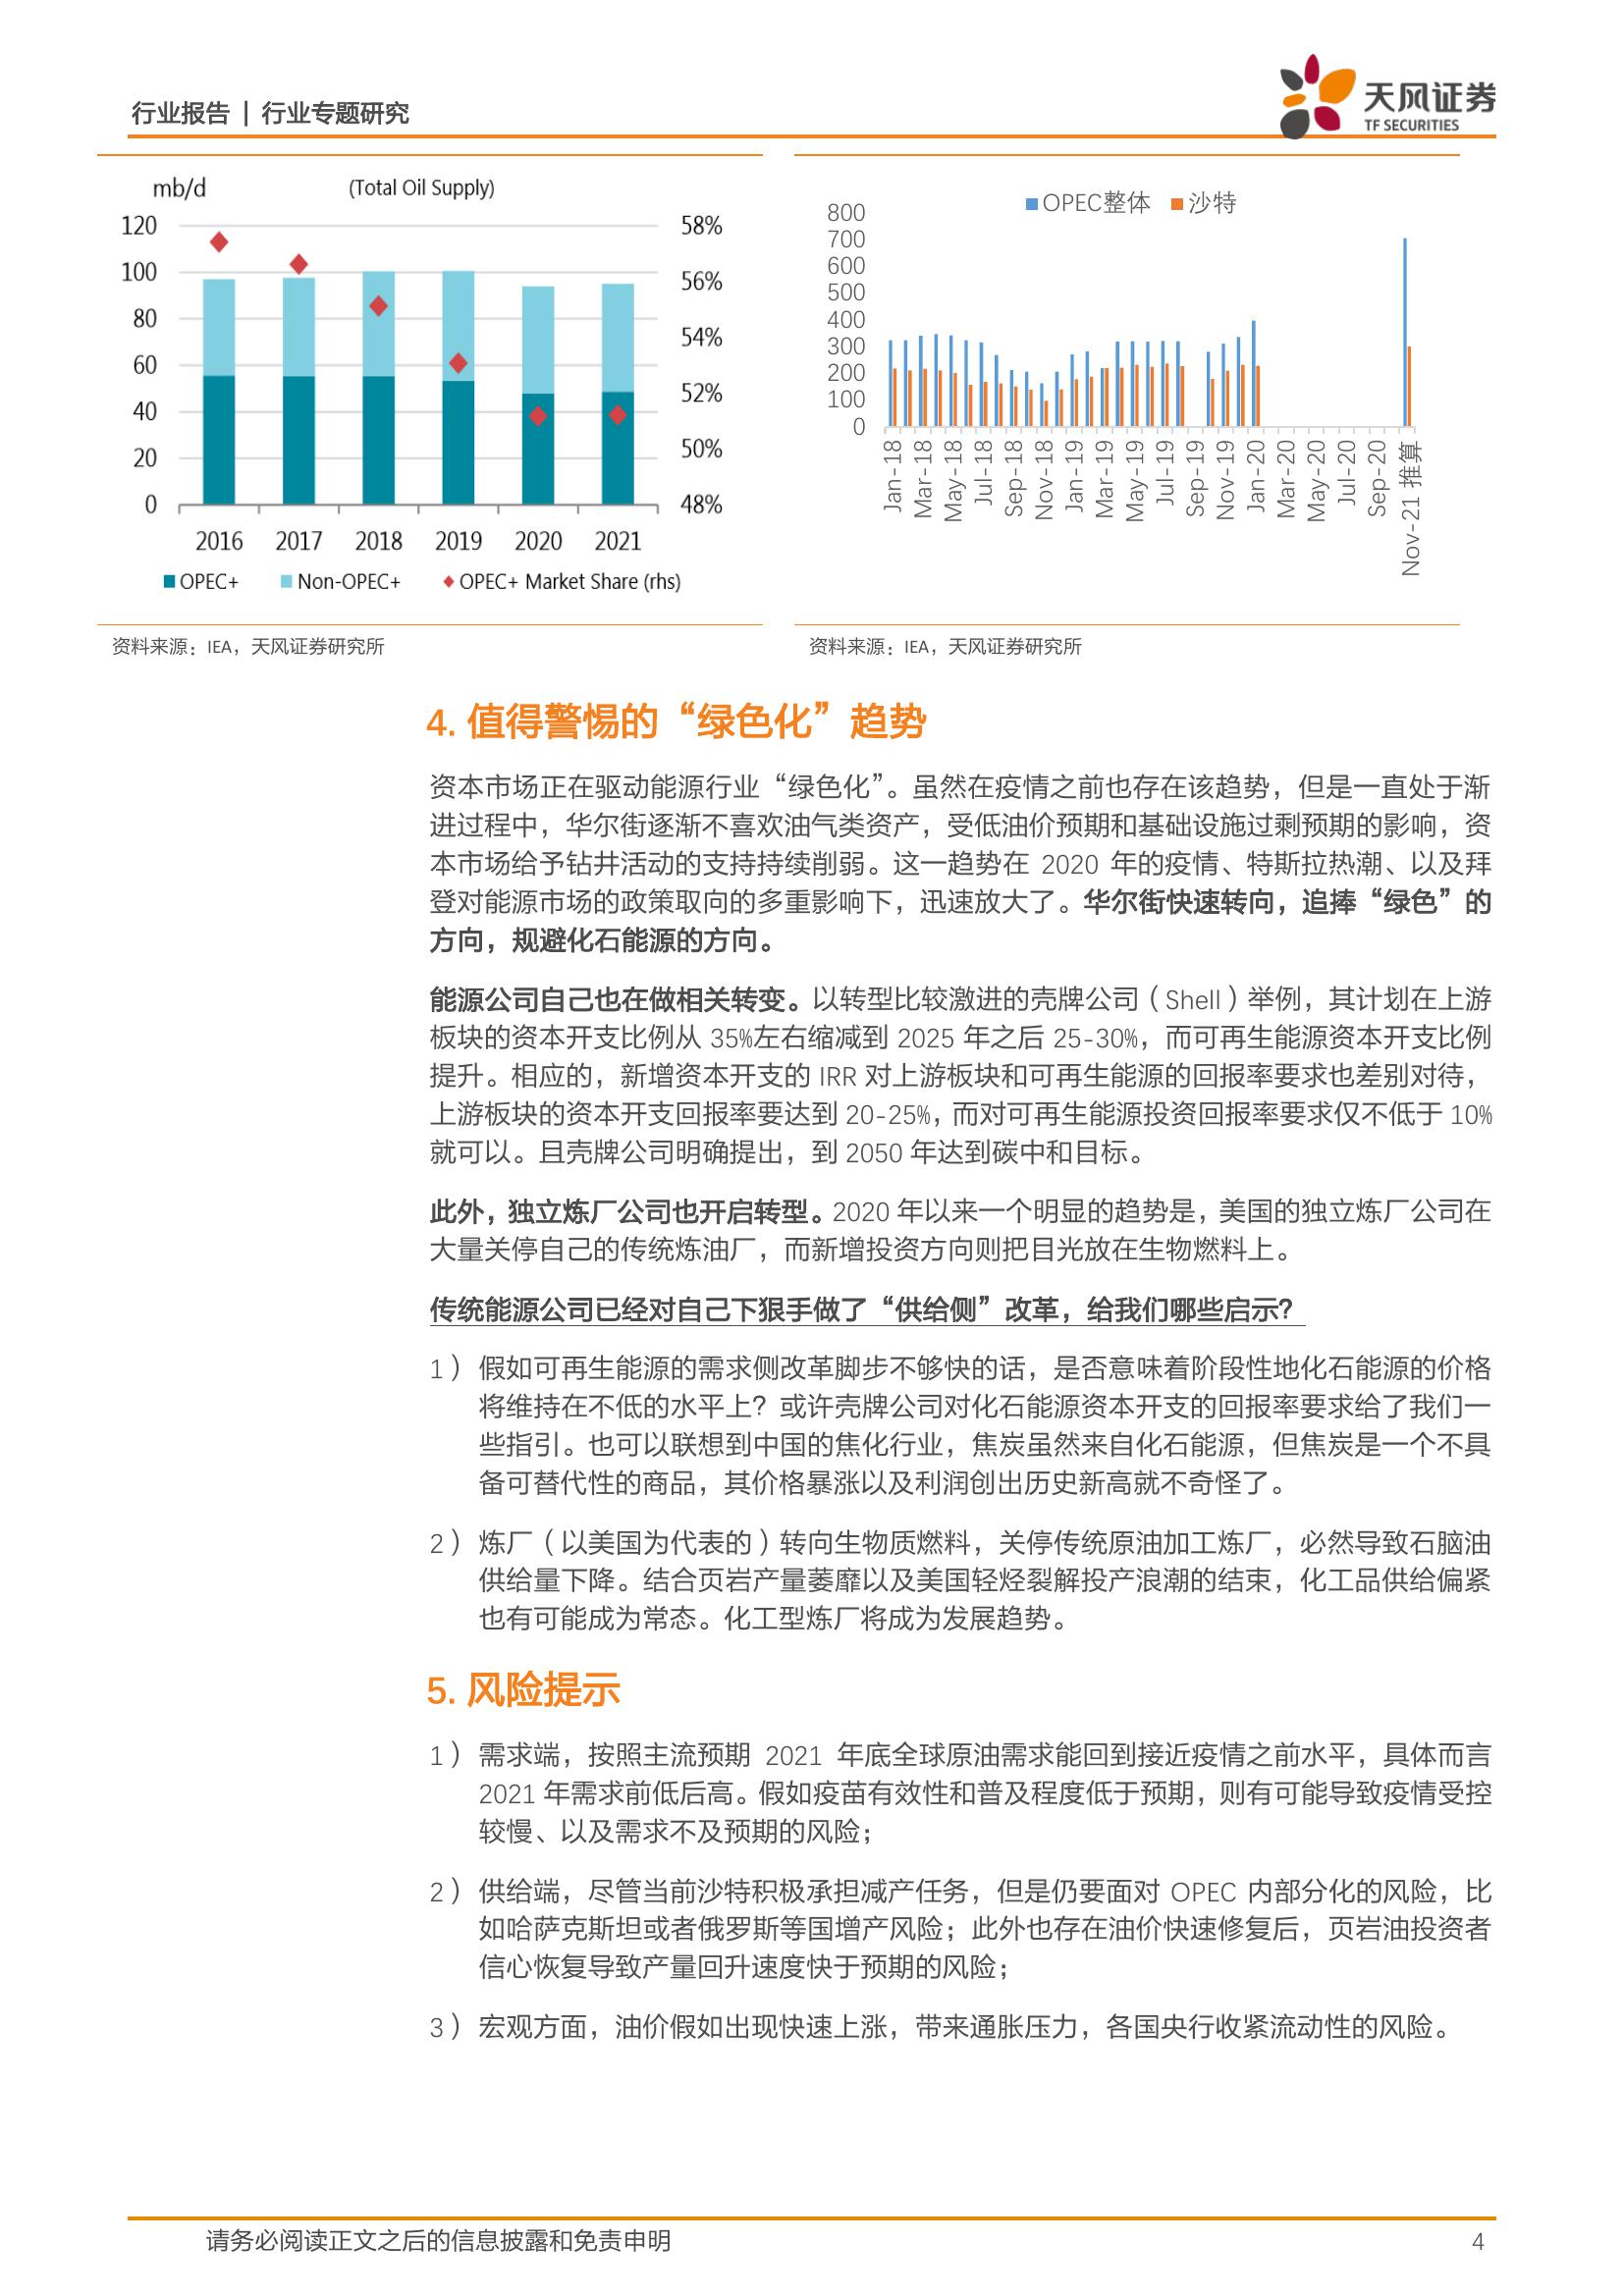 行业报告 | 行业专题研究
天风证券
TF SECURITIES
mb/d
(Total Oil Supply)
120
100
80
60
40
20
0
58%
56%
54%
52%
50%
48%
2016 2017 2018 2019 2020 2021
OPEC+ Non-OPEC+ OPEC+ Market Share (rhs)
OPEC整体 沙特
800
700
600
500
400
300
200
100
0
Jan-18
Mar-18
May-18
Jul-18
Sep-18
Nov-18
Jan-19
Mar-19
May-19
Jul-19
Sep-19
Nov-19
Jan-20
Mar-20
May-20
Jul-20
Sep-20
Nov-21 推算
资料来源：IEA，天风证券研究所
资料来源：IEA，天风证券研究所
4. 值得警惕的“绿色化”趋势
资本市场正在驱动能源行业“绿色化”。虽然在疫情之前也存在该趋势，但是一直处于渐
进过程中，华尔街逐渐不喜欢油气类资产，受低油价预期和基础设施过剩预期的影响，资
本市场给予钻井活动的支持持续削弱。这一趋势在 2020 年的疫情、特斯拉热潮、以及拜
登对能源市场的政策取向的多重影响下，迅速放大了。华尔街快速转向，追捧“绿色”的
方向，规避化石能源的方向。
能源公司自己也在做相关转变。以转型比较激进的壳牌公司（Shell）举例，其计划在上游
板块的资本开支比例从 35%左右缩减到 2025 年之后 25-30%，而可再生能源资本开支比例
提升。相应的，新增资本开支的 IRR 对上游板块和可再生能源的回报率要求也差别对待，
上游板块的资本开支回报率要达到 20-25%，而对可再生能源投资回报率要求仅不低于 10%
就可以。且壳牌公司明确提出，到 2050 年达到碳中和目标。
此外，独立炼厂公司也开启转型。2020 年以来一个明显的趋势是，美国的独立炼厂公司在
大量关停自己的传统炼油厂，而新增投资方向则把目光放在生物燃料上。
传统能源公司已经对自己下狠手做了“供给侧”改革，给我们哪些启示？
1） 假如可再生能源的需求侧改革脚步不够快的话，是否意味着阶段性地化石能源的价格
将维持在不低的水平上？或许壳牌公司对化石能源资本开支的回报率要求给了我们一
些指引。也可以联想到中国的焦化行业，焦炭虽然来自化石能源，但焦炭是一个不具
备可替代性的商品，其价格暴涨以及利润创出历史新高就不奇怪了。
2） 炼厂（以美国为代表的）转向生物质燃料，关停传统原油加工炼厂，必然导致石脑油
供给量下降。结合页岩产量萎靡以及美国轻烃裂解投产浪潮的结束，化工品供给偏紧
也有可能成为常态。化工型炼厂将成为发展趋势。
5. 风险提示
1） 需求端，按照主流预期 2021 年底全球原油需求能回到接近疫情之前水平，具体而言
2021 年需求前低后高。假如疫苗有效性和普及程度低于预期，则有可能导致疫情受控
较慢、以及需求不及预期的风险；
2） 供给端，尽管当前沙特积极承担减产任务，但是仍要面对 OPEC 内部分化的风险，比
如哈萨克斯坦或者俄罗斯等国增产风险；此外也存在油价快速修复后，页岩油投资者
信心恢复导致产量回升速度快于预期的风险；
3） 宏观方面，油价假如出现快速上涨，带来通胀压力，各国央行收紧流动性的风险。
请务必阅读正文之后的信息披露和免责申明
4